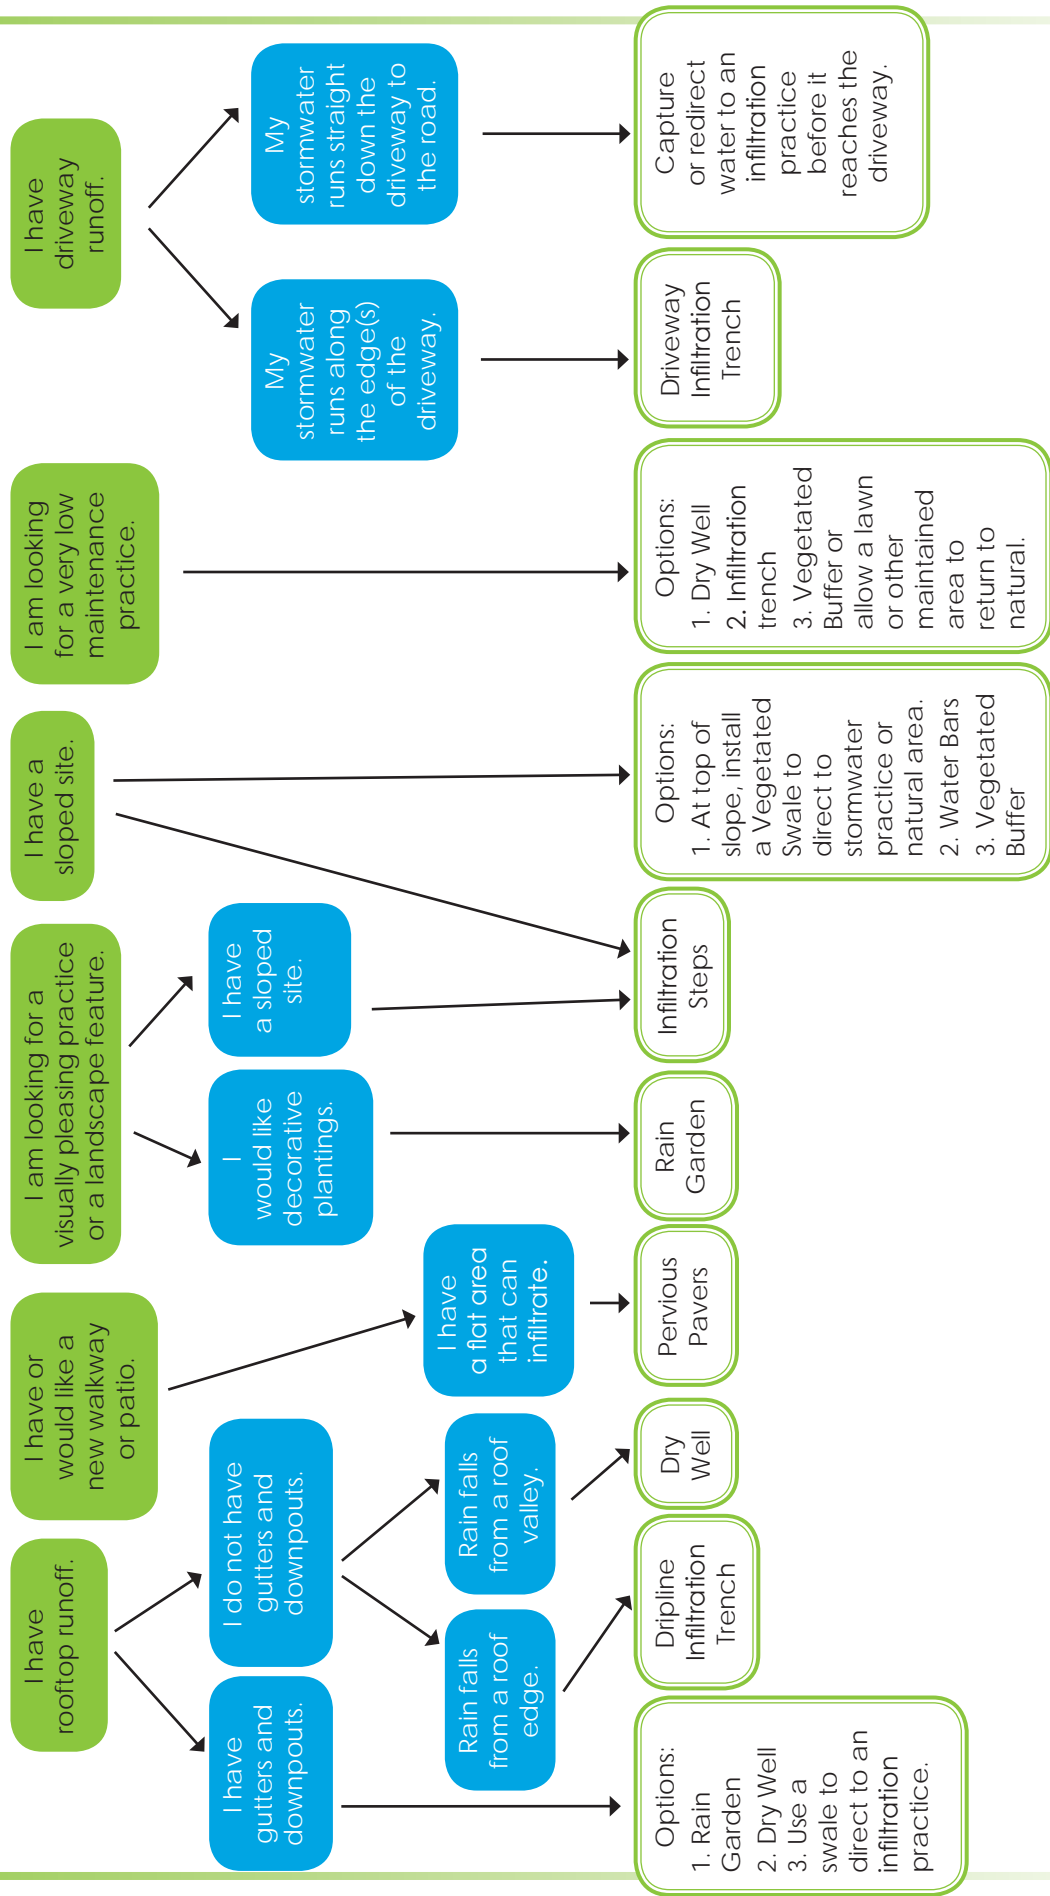 I have
rooftop runoff.
I have or
would like a
new walkway
or patio.
I am looking for a
visually pleasing practice
or a landscape feature.
I have a
sloped site.
I am looking
for a very low
maintenance
practice.
I have
driveway
runoff.
I have
gutters and
downpouts.
I do not have
gutters and
downpouts.
I
would like
decorative
plantings.
I have
a sloped
site.
My
stormwater
runs along
the edge(s)
of the
driveway.
My
stormwater
runs straight
down the
driveway to
the road.
Rain falls
from a roof
edge.
Rain falls
from a roof
valley.
I have
a flat area
that can
infiltrate.
Options:
1. Rain
Garden
2. Dry Well
3. Use a
swale to
direct to an
infiltration
practice.
Dripline
Infiltration
Trench
Dry
Well
Pervious
Pavers
Rain
Garden
Infiltration
Steps
Options:
1. At top of
slope, install
a Vegetated
Swale to
direct to
stormwater
practice or
natural area.
2. Water Bars
3. Vegetated
Buffer
Options:
1. Dry Well
2. Infiltration
trench
3. Vegetated
Buffer or
allow a lawn
or other
maintained
area to
return to
natural.
Driveway
Infiltration
Trench
Capture
or redirect
water to an
infiltration
practice
before it
reaches the
driveway.